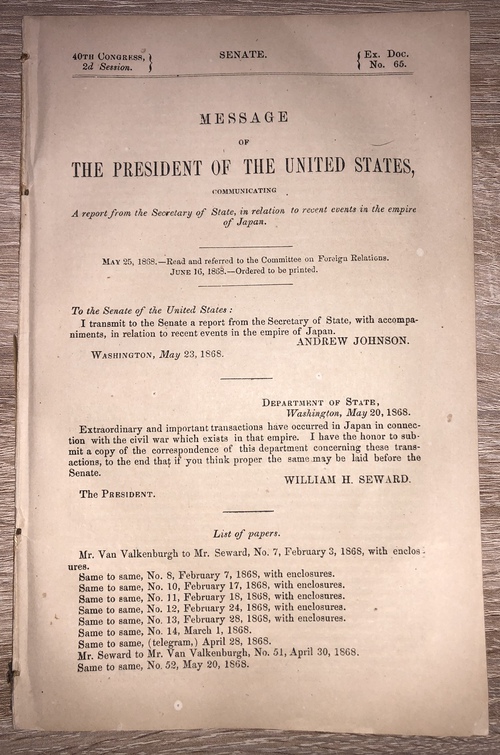 40TH CONGRESS, } SENATE. { Ex. Doc.
2d Session. } { No. 65.
MESSAGE
OF
THE PRESIDENT OF THE UNITED STATES,
COMMUNICATING
A report from the Secretary of State, in relation to recent events in the empire
of Japan.
MAY 25, 1868.—Read and referred to the Committee on Foreign Relations.
JUNE 16, 1868.—Ordered to be printed.
To the Senate of the United States:
I transmit to the Senate a report from the Secretary of State, with accompa-
niments, in relation to recent events in the empire of Japan.
ANDREW JOHNSON.
WASHINGTON, May 23, 1868.
DEPARTMENT OF STATE,
Washington, May 20, 1868.
Extraordinary and important transactions have occurred in Japan in connec-
tion with the civil war which exists in that empire. I have the honor to sub-
mit a copy of the correspondence of this department concerning these trans-
actions, to the end that if you think proper the same may be laid before the
Senate.
WILLIAM H. SEWARD.
The PRESIDENT.
List of papers.
Mr. Van Valkenburgh to Mr. Seward, No. 7, February 3, 1868, with enclos-
ures.
Same to same, No. 8, February 7, 1868, with enclosures.
Same to same, No. 10, February 17, 1868, with enclosures.
Same to same, No. 11, February 18, 1868, with enclosures.
Same to same, No. 12, February 24, 1868, with enclosures.
Same to same, No. 13, February 28, 1868, with enclosures.
Same to same, No. 14, March 1, 1868.
Same to same, (telegram,) April 28, 1868.
Mr. Seward to Mr. Van Valkenburgh, No. 51, April 30, 1868.
Same to same, No. 52, May 20, 1868.